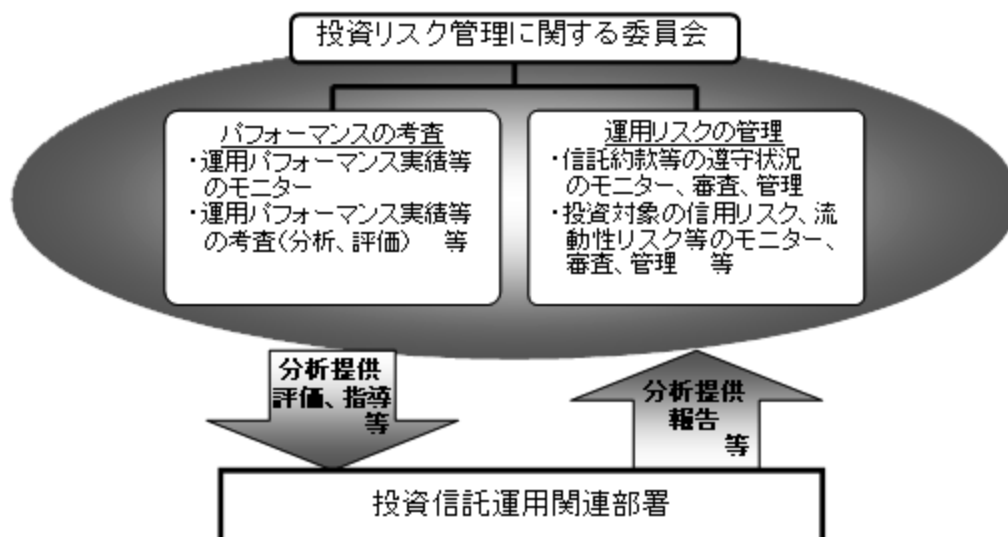 投資リスク管理に関する委員会
パフォーマンスの考査
・運用パフォーマンス実績等
のモニター
・運用パフォーマンス実績等
の考査(分析、評価) 等
運用リスクの管理
・信託約款等の遵守状況
のモニター、審査、管理
・投資対象の信用リスク、流
動性リスク等のモニター、
審査、管理 等
分析提供
評価、指導
等
分析提供
報告
等
投資信託運用関連部署